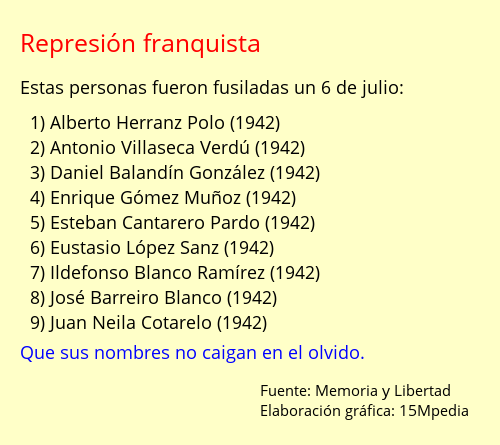 Represión franquista
Estas personas fueron fusiladas un 6 de julio:
1) Alberto Herranz Polo (1942)
2) Antonio Villaseca Verdú (1942)
3) Daniel Balandín González (1942)
4) Enrique Gómez Muñoz (1942)
5) Esteban Cantarero Pardo (1942)
6) Eustasio López Sanz (1942)
7) Ildefonso Blanco Ramírez (1942)
8) José Barreiro Blanco (1942)
9) Juan Neila Cotarelo (1942)
Que sus nombres no caigan en el olvido.
Fuente: Memoria y Libertad
Elaboración gráfica: 15Mpedia